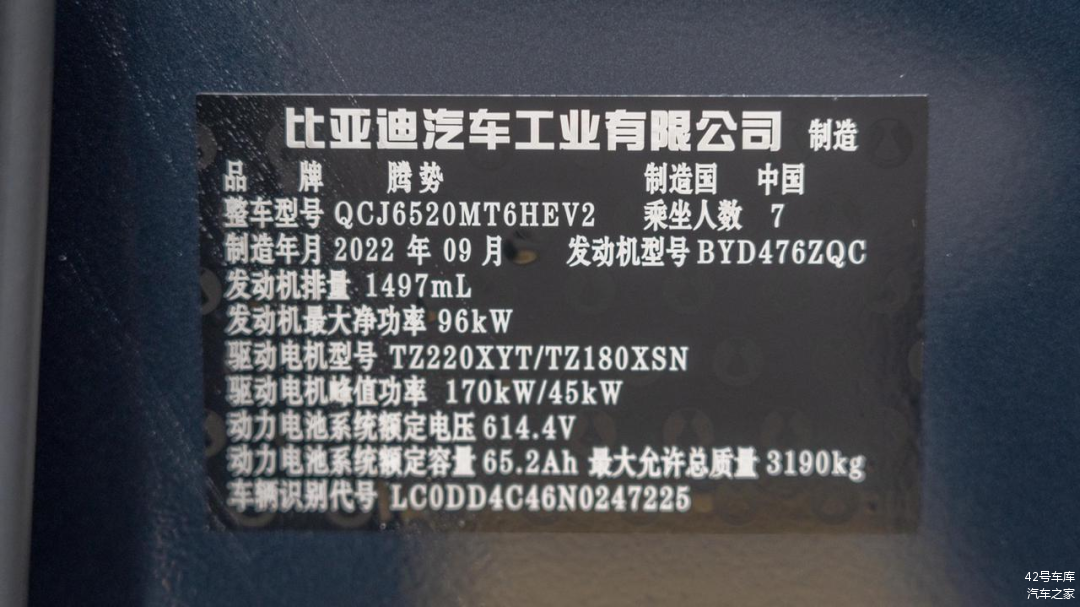 比亚迪汽车工业有限公司 制造
品 牌 腾势 制造国 中国
整车型号 QCJ6520MT6HEV2 乘坐人数 7
制造年月 2022 年 09 月 发动机型号 BYD476ZQC
发动机排量 1497mL
发动机最大净功率 96kW
驱动电机型号 TZ220XYT/TZ180XSN
驱动电机峰值功率 170kW/45kW
动力电池系统额定电压 614.4V
动力电池系统额定容量 65.2Ah 最大允许总质量 3190kg
车辆识别代号 LC0DD4C46N0247225
42号车库
汽车之家